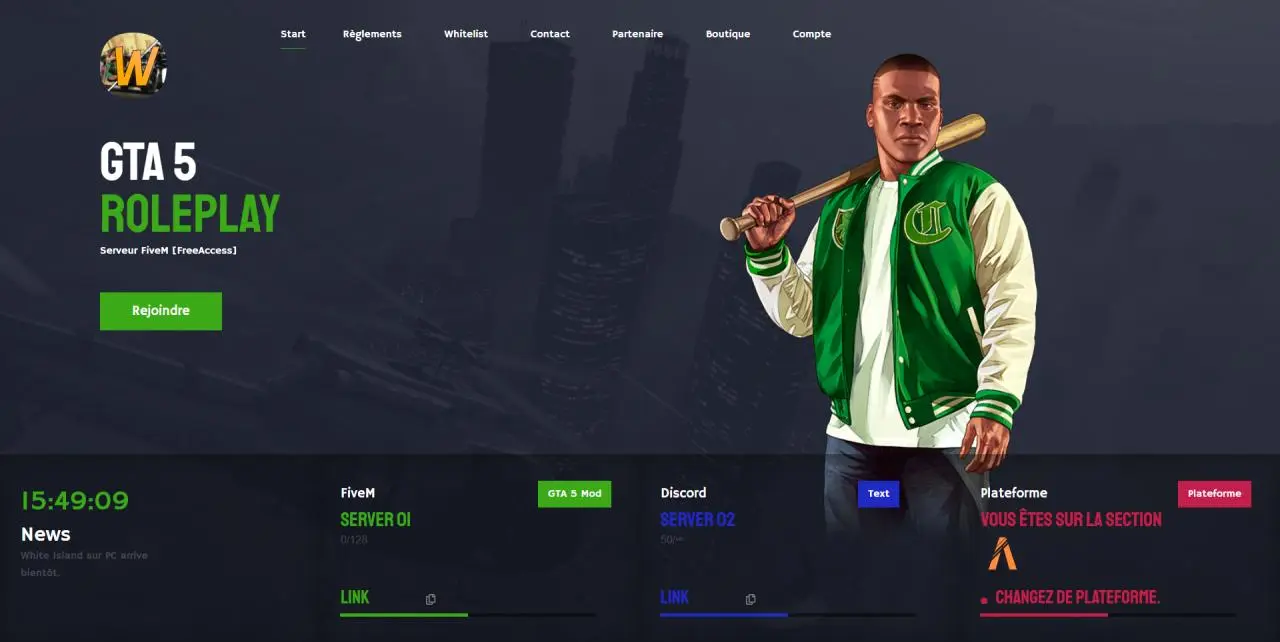 Start
Règlements
Whitelist
Contact
Partenaire
Boutique
Compte
W
GTA 5
ROLEPLAY
Serveur FiveM [FreeAccess]
Rejoindre
C
15:49:09
News
White Island sur PC arrive
bientôt.
FiveM
GTA 5 Mod
SERVER 01
0/128
LINK
Discord
Text
SERVER 02
50/∞
LINK
Plateforme
Plateforme
VOUS ÊTES SUR LA SECTION
CHANGEZ DE PLATEFORME.